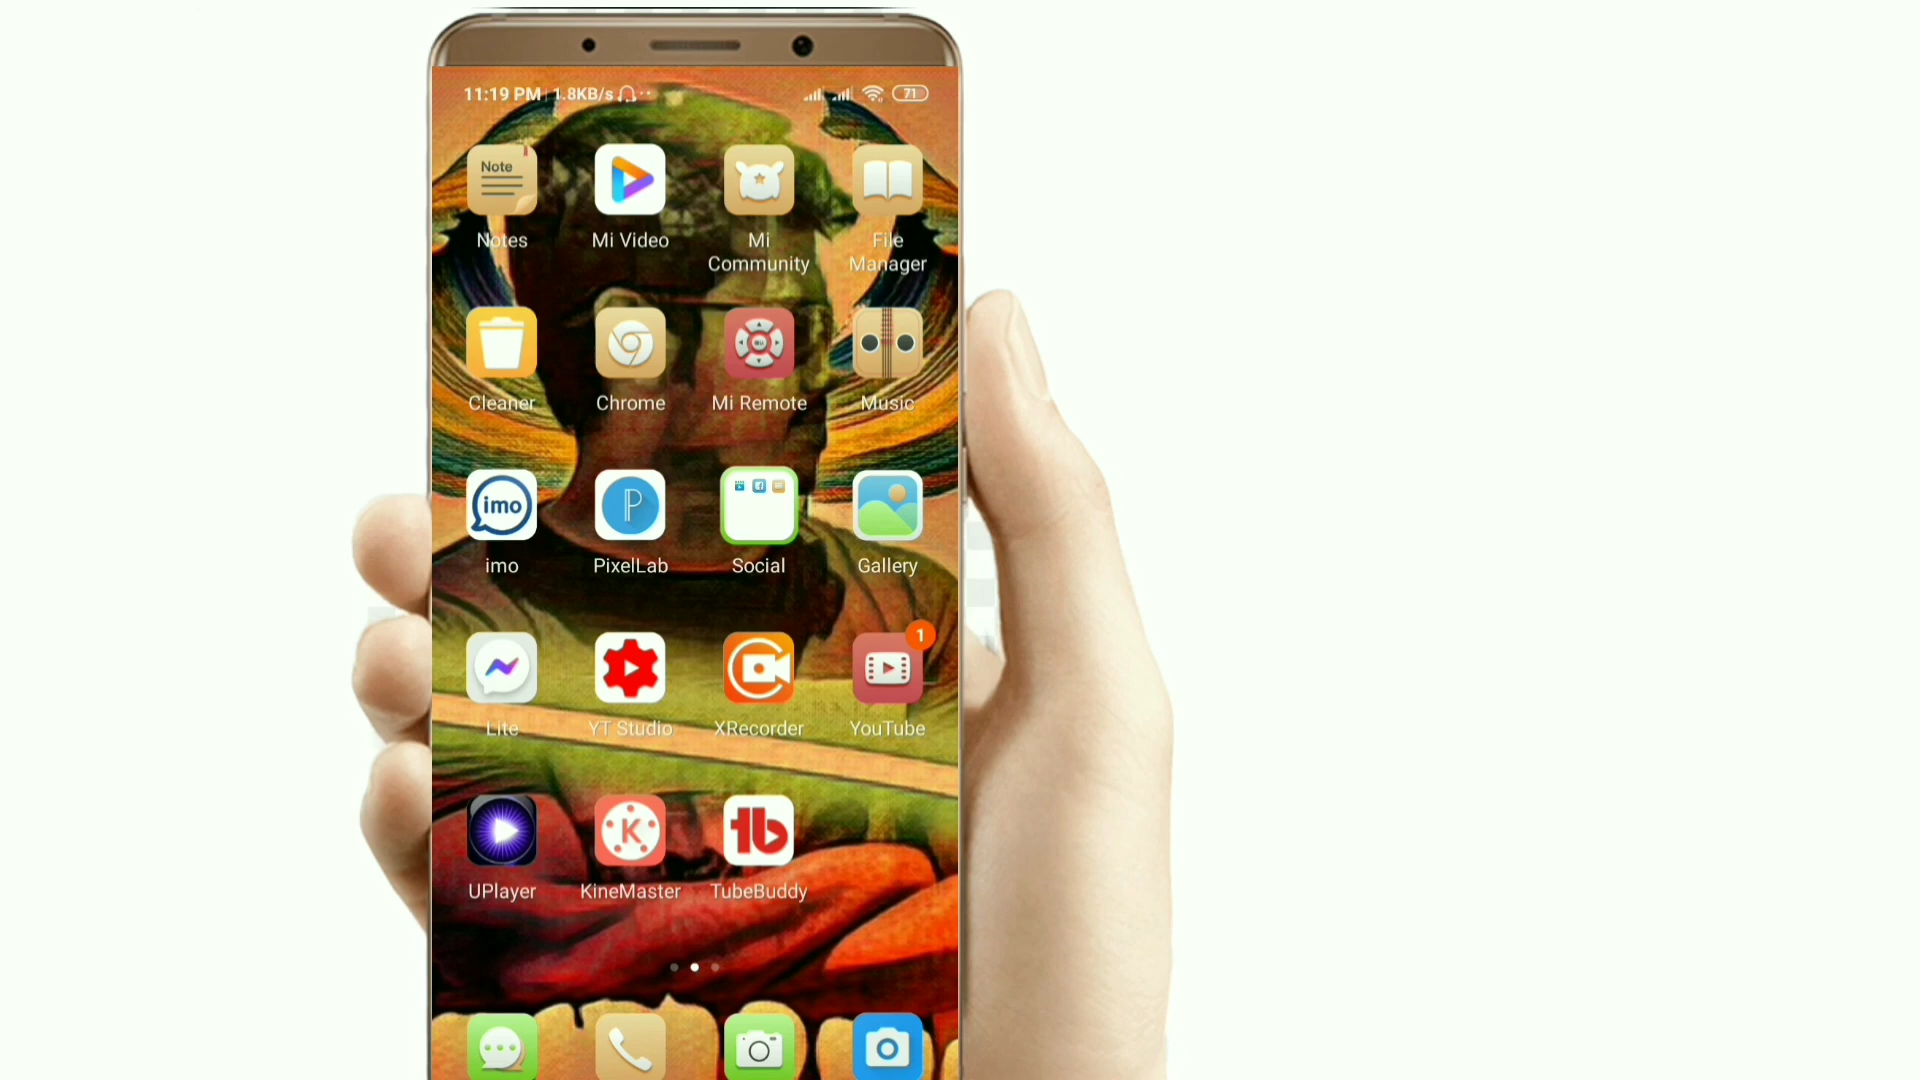 11:19 PM 1.8KB/s 71
Note
Notes Mi Video Mi Community File Manager
Cleaner Chrome Mi Remote Music
imo
imo PixelLab Social Gallery
1
Lite YT Studio XRecorder YouTube
K
UPlayer KineMaster TubeBuddy